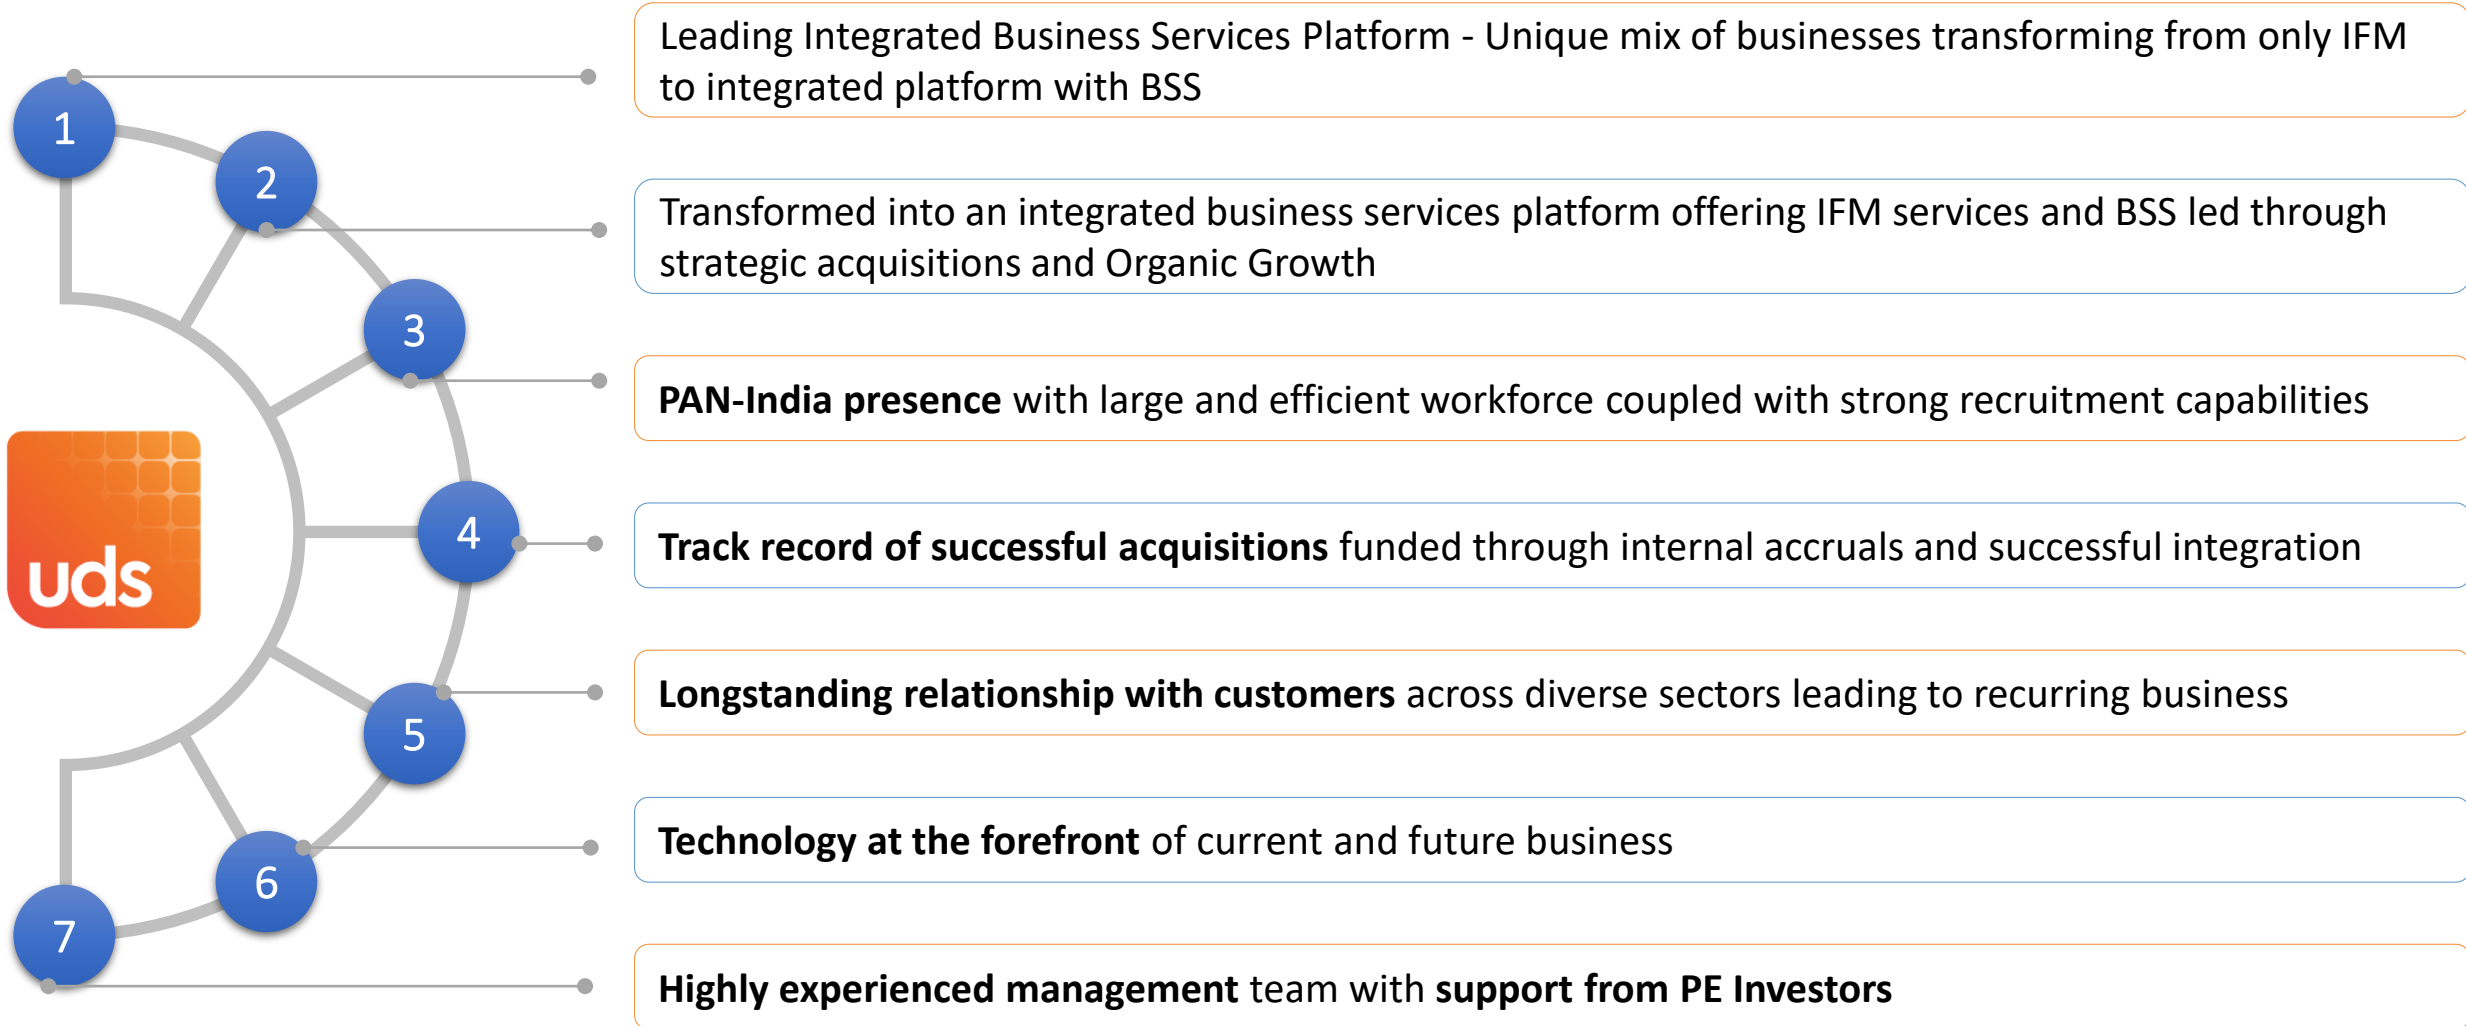 1
Leading Integrated Business Services Platform - Unique mix of businesses transforming from only IFM
to integrated platform with BSS
2
Transformed into an integrated business services platform offering IFM services and BSS led through
strategic acquisitions and Organic Growth
3
PAN-India presence with large and efficient workforce coupled with strong recruitment capabilities
4
Track record of successful acquisitions funded through internal accruals and successful integration
uds
5
Longstanding relationship with customers across diverse sectors leading to recurring business
6
Technology at the forefront of current and future business
7
Highly experienced management team with support from PE Investors